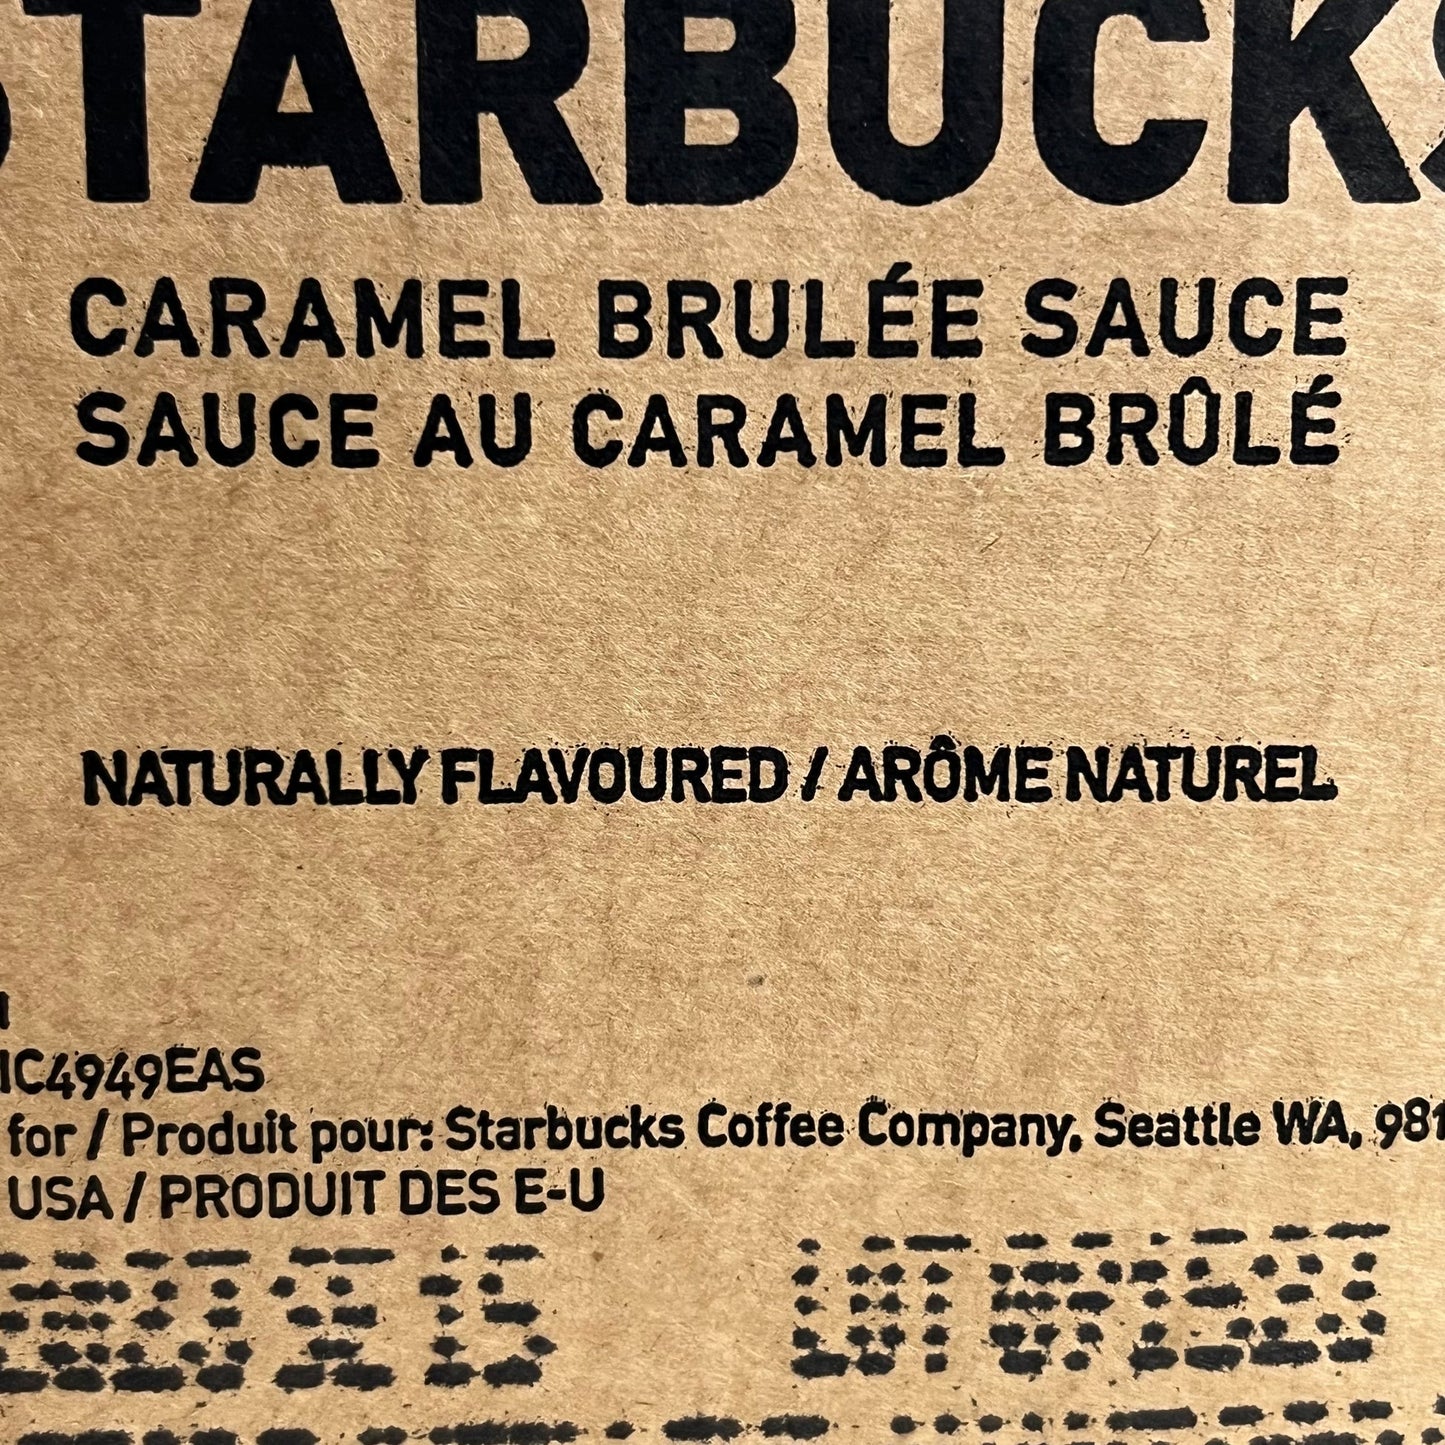 STARBUCKS
CARAMEL BRULÉE SAUCE
SAUCE AU CARAMEL BRÛLÉ
NATURALLY FLAVOURED / ARÔME NATUREL
IC4949EAS
for / Produit pour: Starbucks Coffee Company, Seattle WA, 981
USA / PRODUIT DES E-U